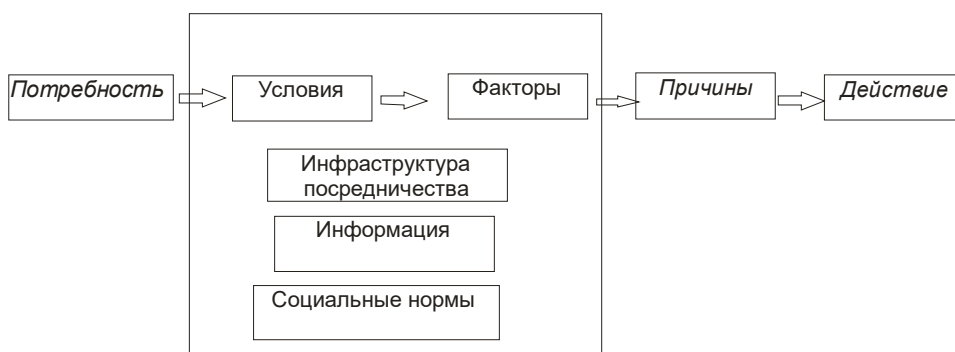 Потребность
Условия
Факторы
Причины
Действие
Инфраструктура
посредничества
Информация
Социальные нормы